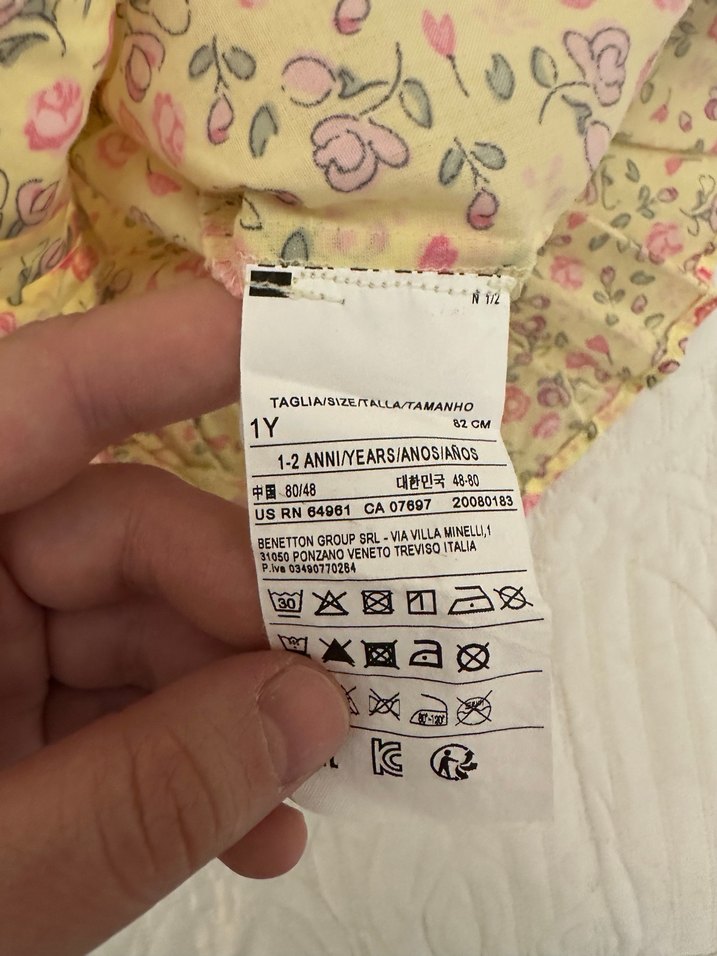 N 1/2
TAGLIA/SIZE/TALLA/TAMANHO
1Y 82 CM
1-2 ANNI/YEARS/ANOS/AÑOS
中国 80/48 대한민국 48-80
US RN 64961 CA 07697 20080183
BENETTON GROUP SRL - VIA VILLA MINELLI,1
31050 PONZANO VENETO TREVISO ITALIA
P.iva 03490770264
30
80°-120°